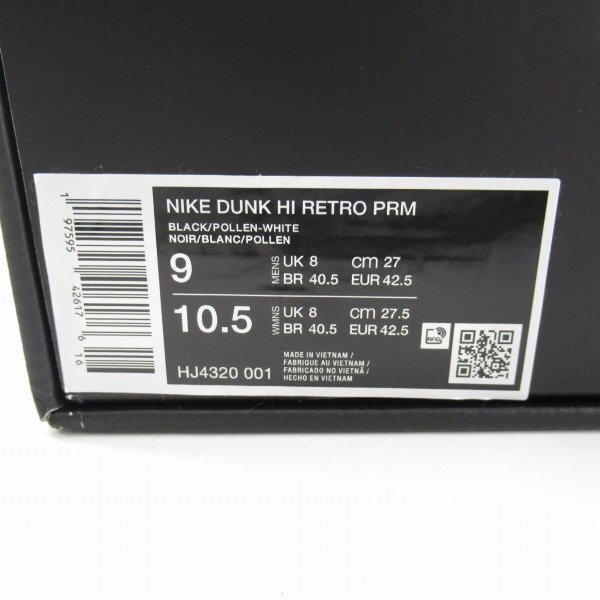 NIKE DUNK HI RETRO PRM
BLACK/POLLEN-WHITE
NOIR/BLANC/POLLEN
9 MENS UK 8 cm 27
BR 40.5 EUR 42.5
10.5 WMNS UK 8 cm 27.5
BR 40.5 EUR 42.5
HJ4320 001
MADE IN VIETNAM /
FABRIQUE AU VIETNAM /
FABRICADO NO VIETNÃ /
HECHO EN VIETNAM
RFID
1 97595 42617 6 16